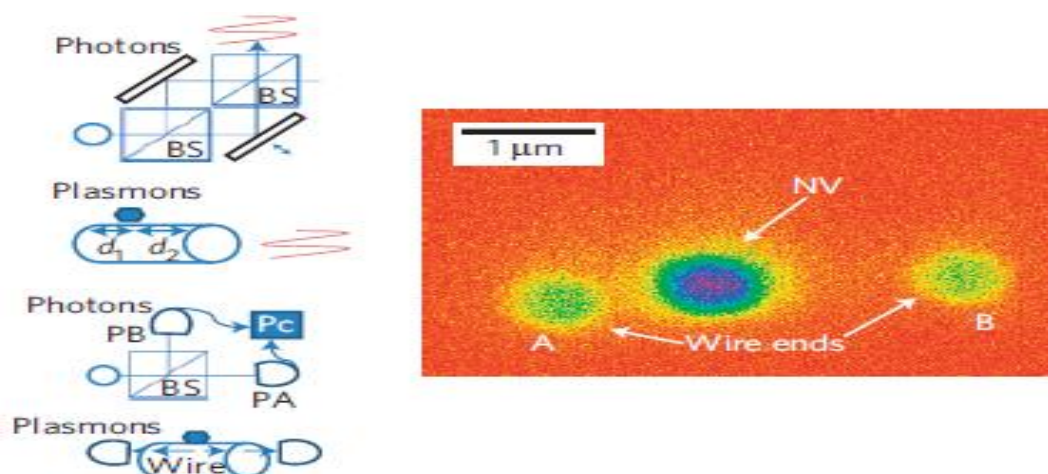 Photons
BS
BS
Plasmons
d1 d2
Photons
PB
Pc
BS
PA
Plasmons
Wire
1 μm
NV
A
Wire ends
B